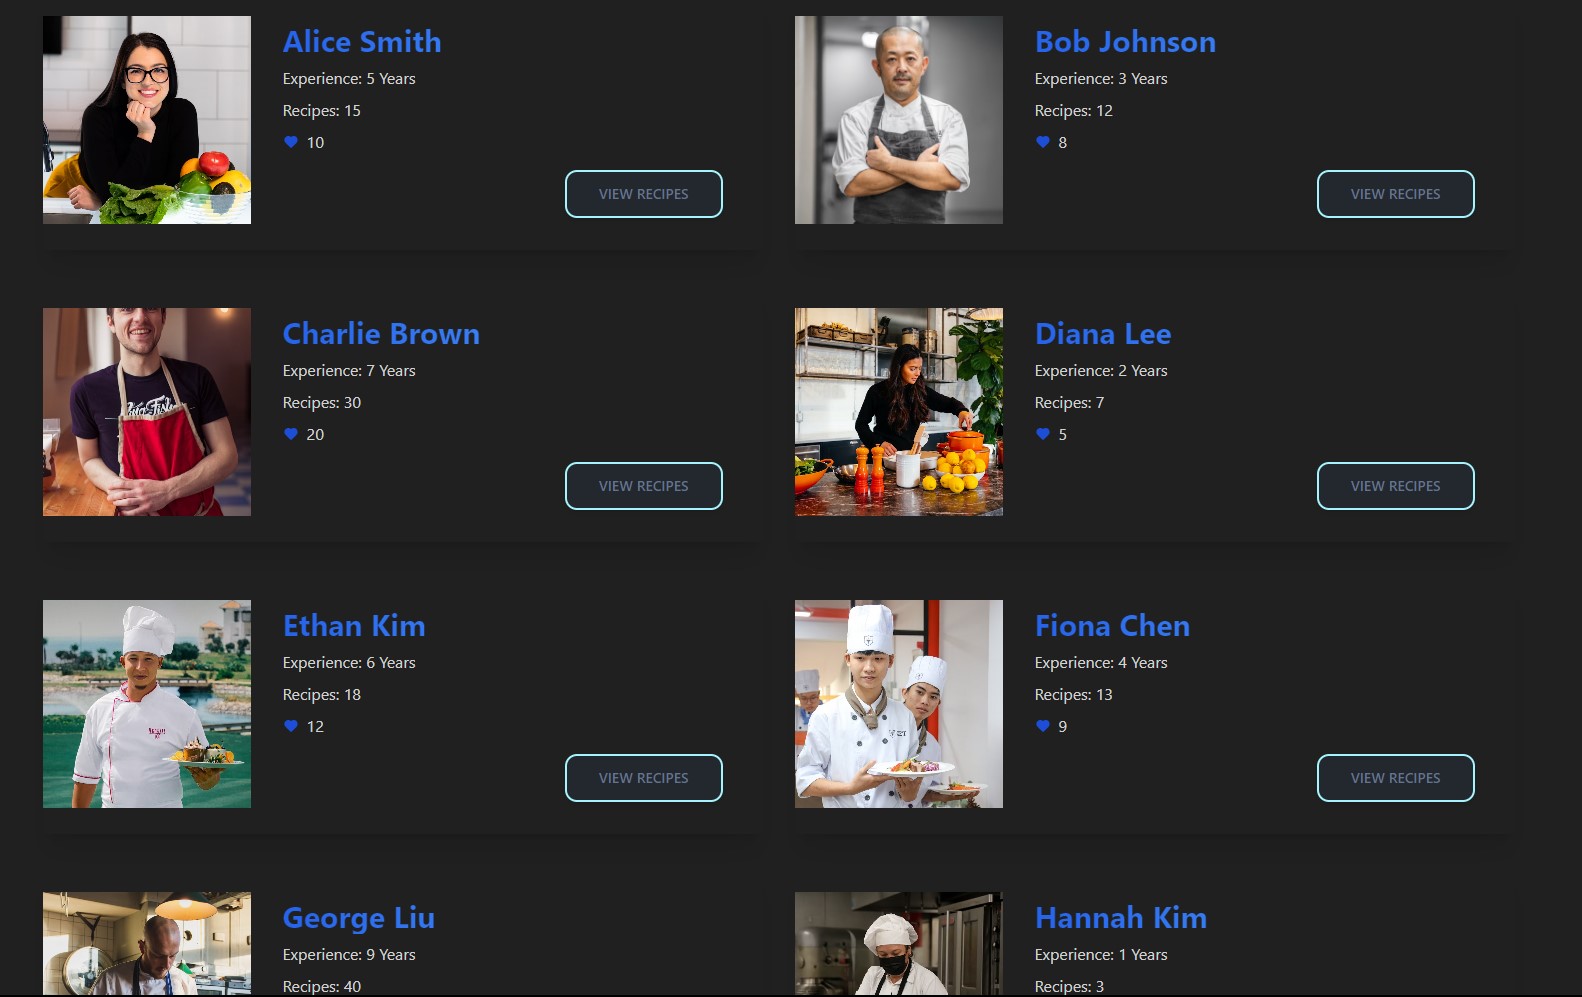 Alice Smith
Experience: 5 Years
Recipes: 15
10
VIEW RECIPES
Bob Johnson
Experience: 3 Years
Recipes: 12
8
VIEW RECIPES
Charlie Brown
Experience: 7 Years
Recipes: 30
20
VIEW RECIPES
Diana Lee
Experience: 2 Years
Recipes: 7
5
VIEW RECIPES
Ethan Kim
Experience: 6 Years
Recipes: 18
12
VIEW RECIPES
Fiona Chen
Experience: 4 Years
Recipes: 13
9
VIEW RECIPES
George Liu
Experience: 9 Years
Recipes: 40
Hannah Kim
Experience: 1 Years
Recipes: 3